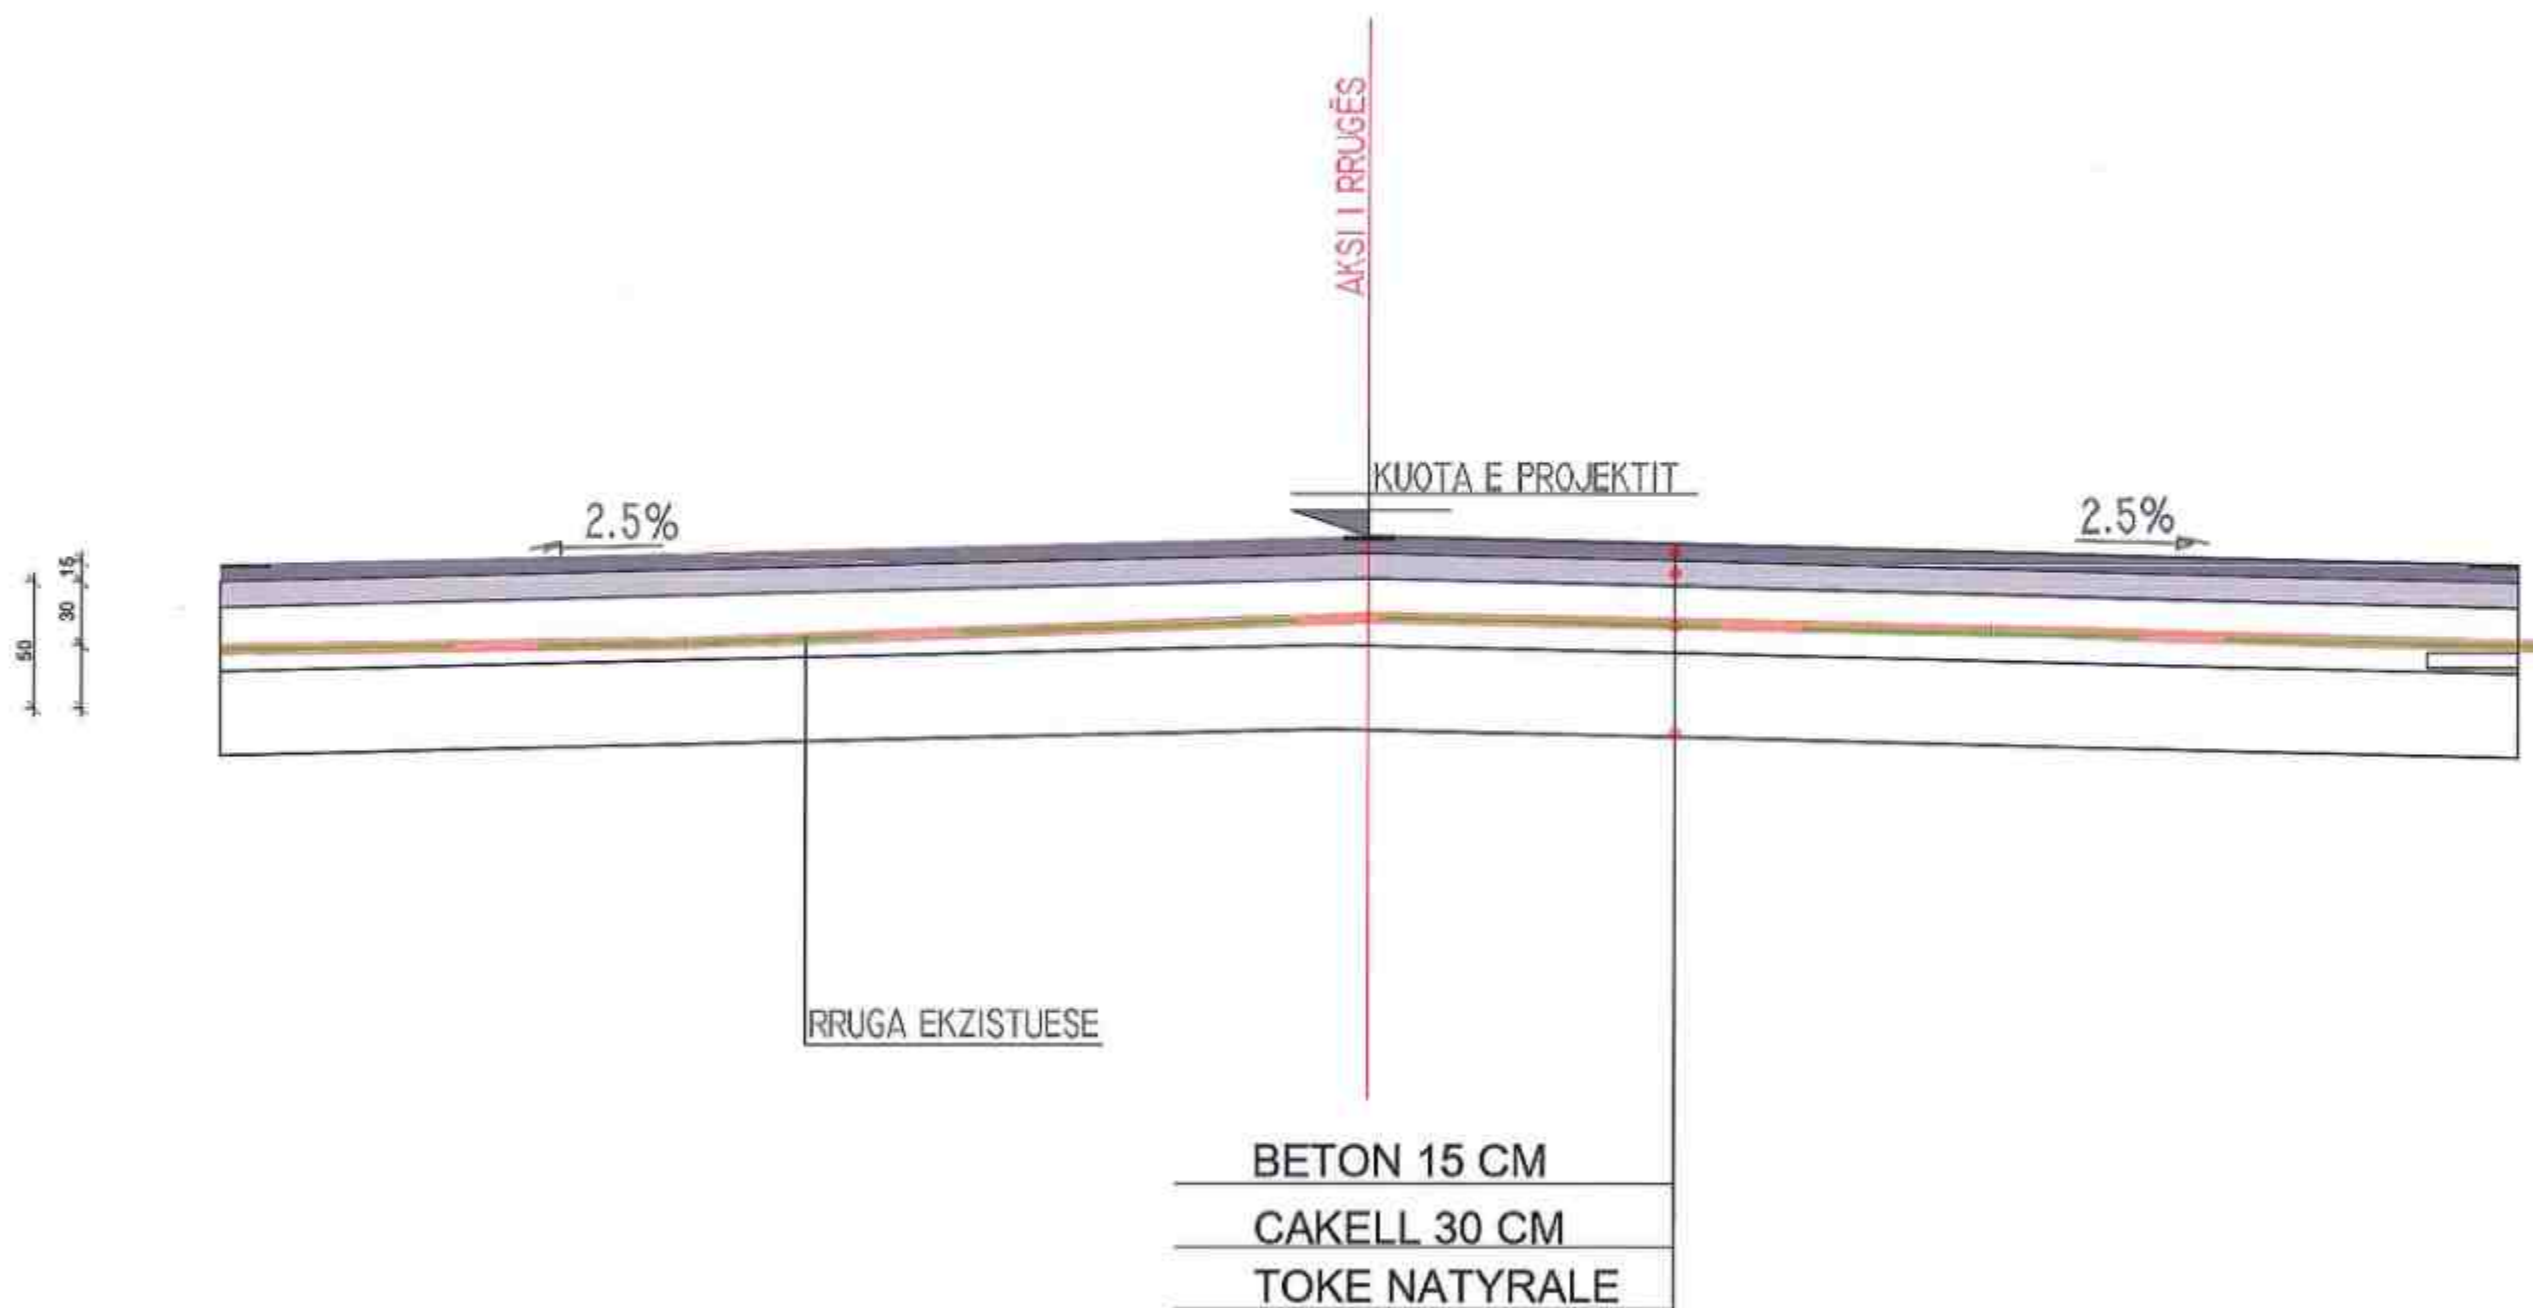 AKSI I RRUGËS
KUOTA E PROJEKTIT
2.5%
2.5%
15
30
50
RRUGA EKZISTUESE
BETON 15 CM
CAKELL 30 CM
TOKE NATYRALE